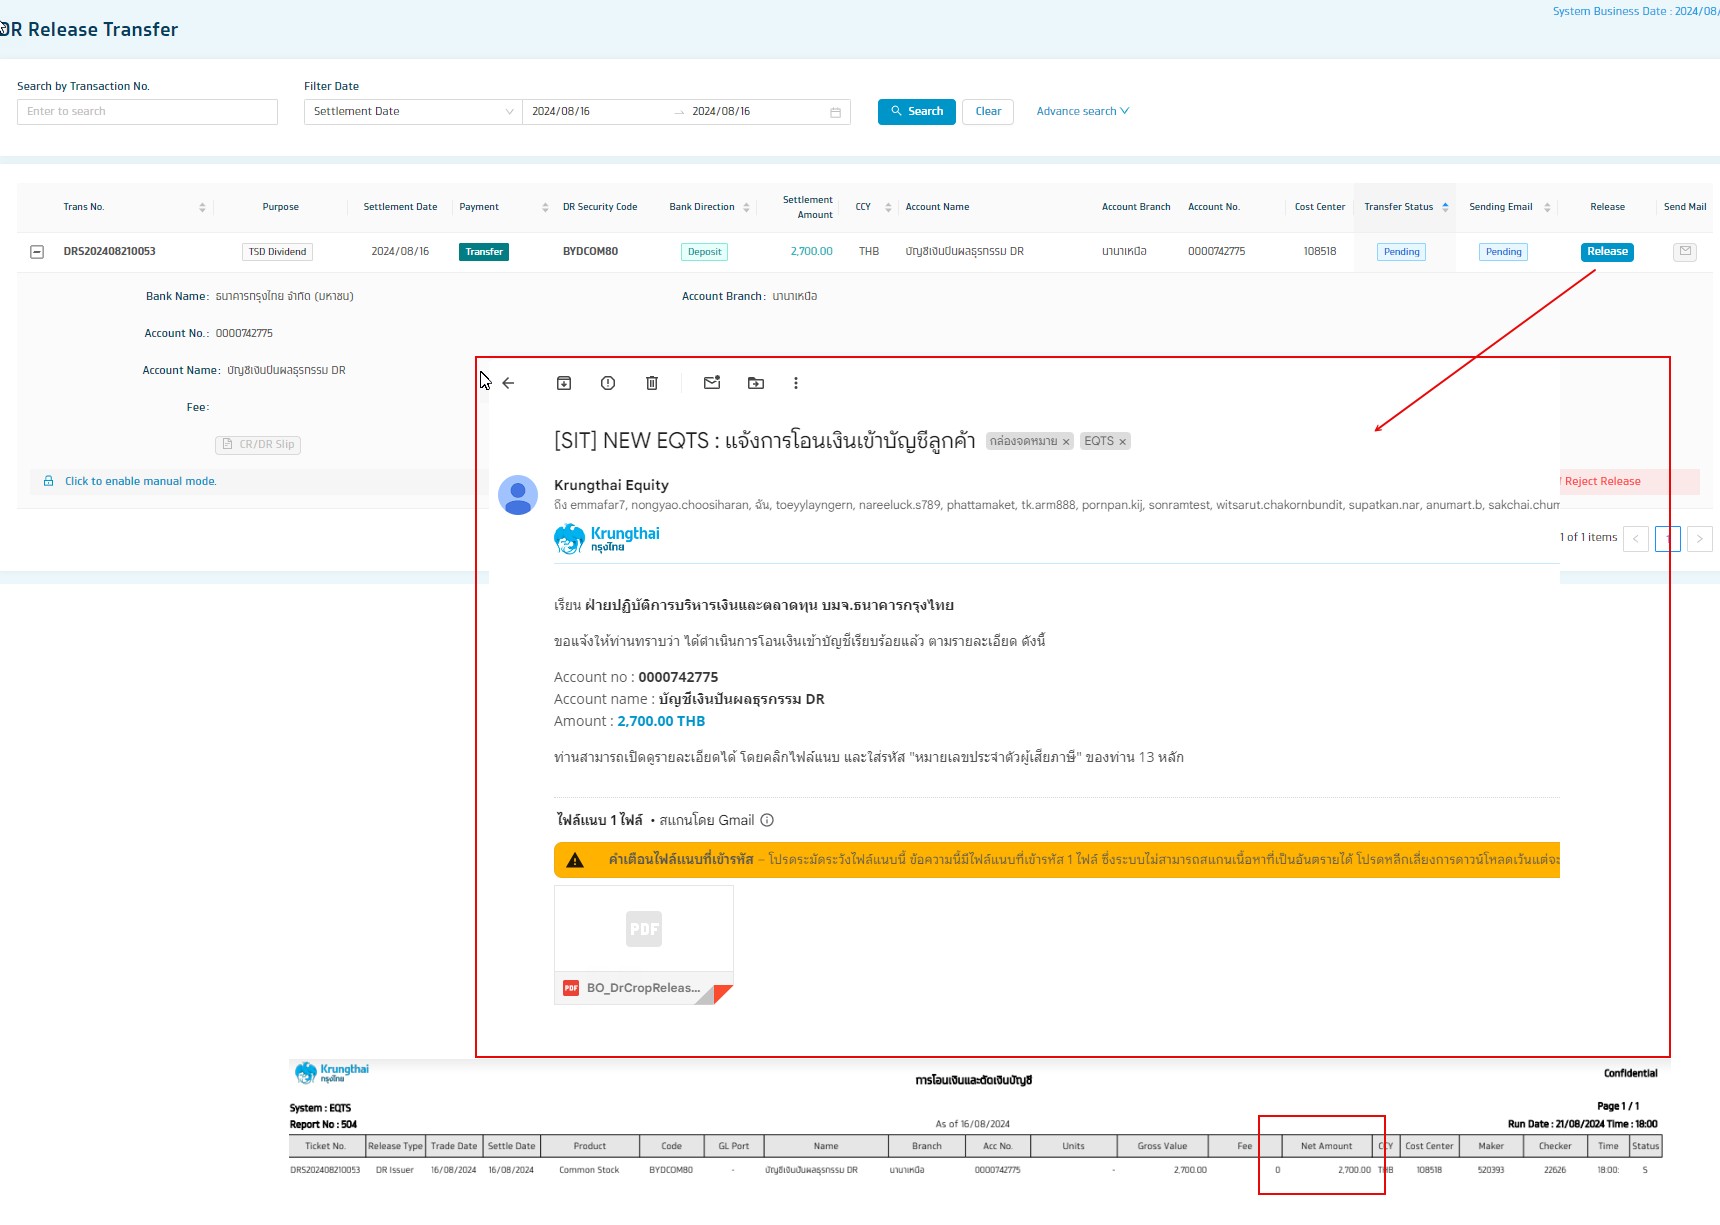 System Business Date : 2024/08/
DR Release Transfer
Search by Transaction No.
Filter Date
Enter to search
Settlement Date
2024/08/16
2024/08/16
Search
Clear
Advance search
Trans No.
Purpose
Settlement Date
Payment
DR Security Code
Bank Direction
Settlement Amount
CCY
Account Name
Account Branch
Account No.
Cost Center
Transfer Status
Sending Email
Release
Send Mail
DRS202408210053
TSD Dividend
2024/08/16
Transfer
BYDCOM80
Deposit
2,700.00
THB
บัญชีเงินปันผลธุรกรรม DR
นานาเหนือ
0000742775
108518
Pending
Pending
Release
Bank Name: ธนาคารกรุงไทย จำกัด (มหาชน)
Account Branch: นานาเหนือ
Account No.: 0000742775
Account Name: บัญชีเงินปันผลธุรกรรม DR
Fee:
CR/DR Slip
Click to enable manual mode.
Reject Release
1 of 1 items
[SIT] NEW EQTS : แจ้งการโอนเงินเข้าบัญชีลูกค้า
กล่องจดหมาย ×
EQTS ×
Krungthai Equity
ถึง emmafar7, nongyao.choosiharan, ฉัน, toeyylayngern, nareeluck.s789, phattamaket, tk.arm888, pornpan.kij, sonramtest, witsarut.chakornbundit, supatkan.nar, anumart.b, sakchai.chum
Krungthai
กรุงไทย
เรียน ฝ่ายปฏิบัติการบริหารเงินและตลาดทุน บมจ.ธนาคารกรุงไทย
ขอแจ้งให้ท่านทราบว่า ได้ดำเนินการโอนเงินเข้าบัญชีเรียบร้อยแล้ว ตามรายละเอียด ดังนี้
Account no : 0000742775
Account name : บัญชีเงินปันผลธุรกรรม DR
Amount : 2,700.00 THB
ท่านสามารถเปิดดูรายละเอียดได้ โดยคลิกไฟล์แนบ และใส่รหัส "หมายเลขประจำตัวผู้เสียภาษี" ของท่าน 13 หลัก
ไฟล์แนบ 1 ไฟล์ • สแกนโดย Gmail
คำเตือนไฟล์แนบที่เข้ารหัส – โปรดระมัดระวังไฟล์แนบนี้ ข้อความนี้มีไฟล์แนบที่เข้ารหัส 1 ไฟล์ ซึ่งระบบไม่สามารถสแกนเนื้อหาที่เป็นอันตรายได้ โปรดหลีกเลี่ยงการดาวน์โหลดเว้นแต่จะ
PDF
PDF BO_DrCropReleas...
Krungthai
กรุงไทย
การโอนเงินและตัดเงินบัญชี
Confidential
System : EQTS
Page 1 / 1
Report No : 504
As of 16/08/2024
Run Date : 21/08/2024 Time : 18:00
Ticket No. Release Type Trade Date Settle Date Product Code GL Port Name Branch Acc No. Units Gross Value Fee Net Amount CCY Cost Center Maker Checker Time Status
DRS202408210053 DR Issuer 16/08/2024 16/08/2024 Common Stock BYDCOM80 - บัญชีเงินปันผลธุรกรรม DR นานาเหนือ 0000742775 - 2,700.00 0 2,700.00 THB 108518 520393 22626 18:00: S